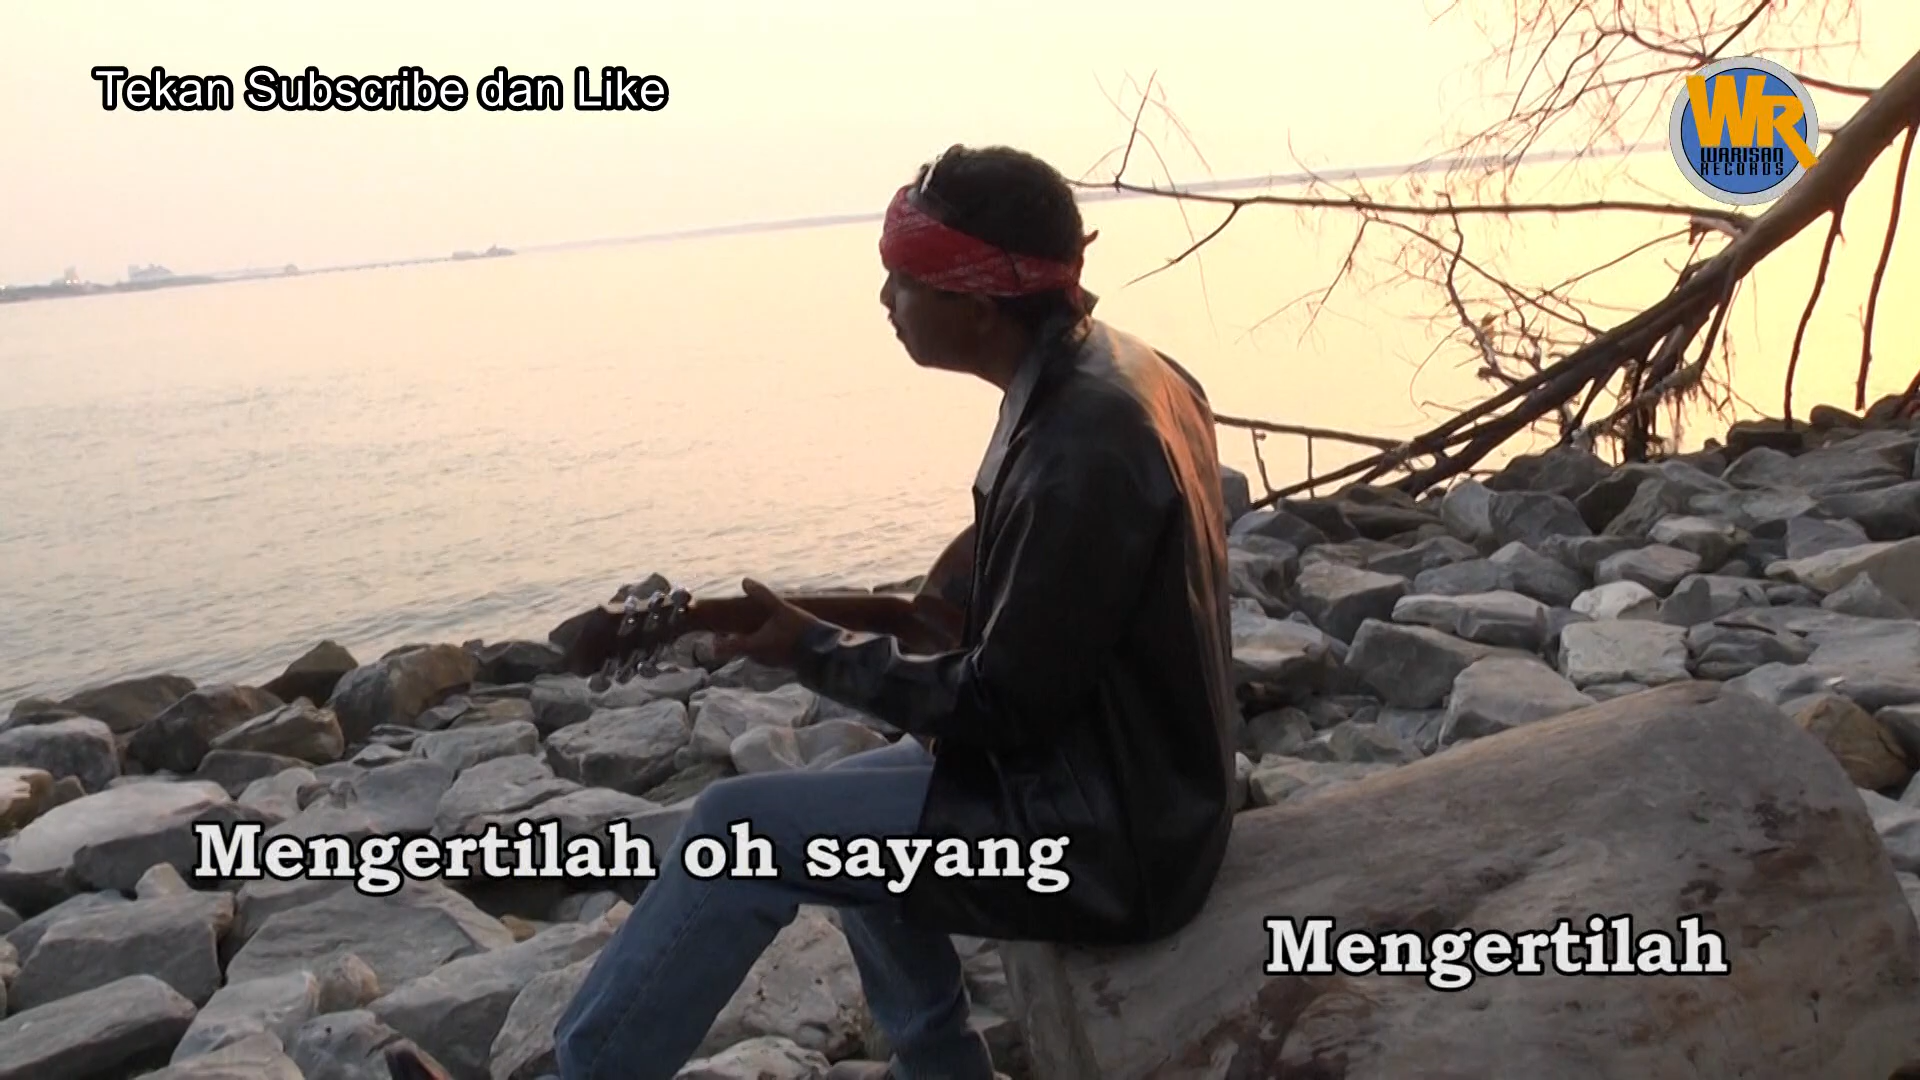 Tekan Subscribe dan Like
WR
WARISAN
RECORDS
Mengertilah oh sayang
Mengertilah